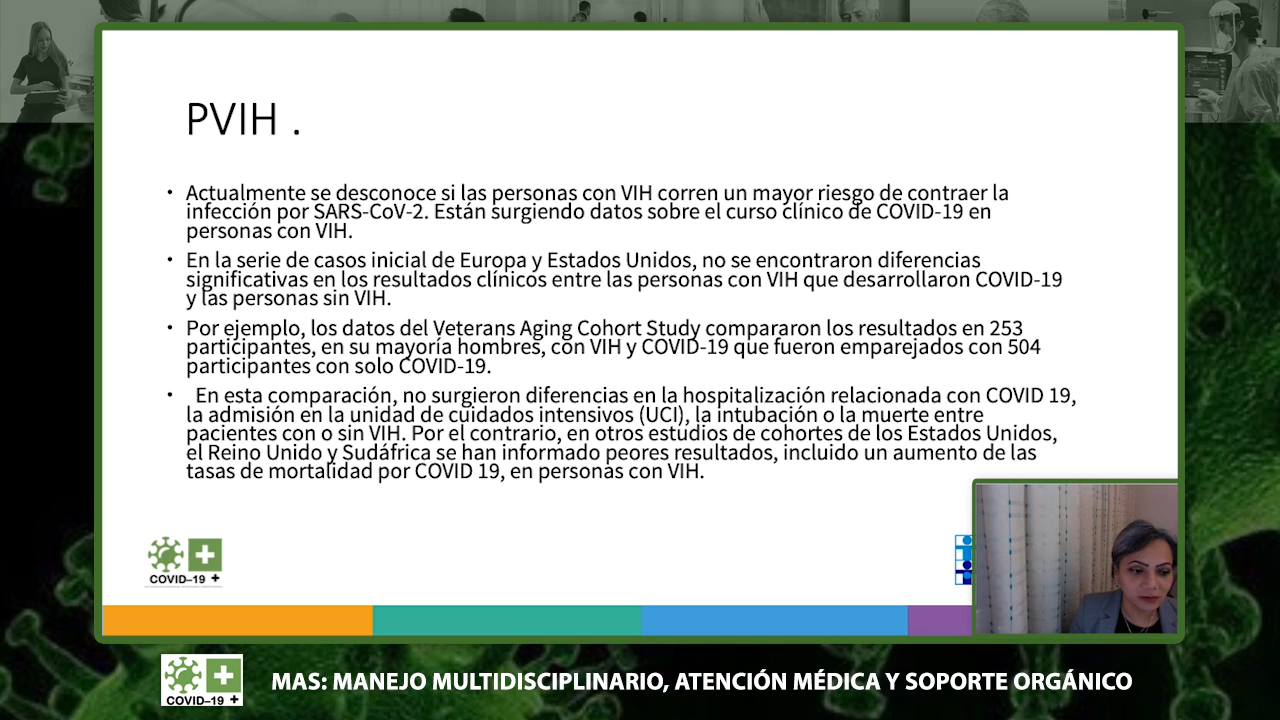 PVIH .
• Actualmente se desconoce si las personas con VIH corren un mayor riesgo de contraer la
infección por SARS-CoV-2. Están surgiendo datos sobre el curso clínico de COVID-19 en
personas con VIH.
• En la serie de casos inicial de Europa y Estados Unidos, no se encontraron diferencias
significativas en los resultados clínicos entre las personas con VIH que desarrollaron COVID-19
y las personas sin VIH.
• Por ejemplo, los datos del Veterans Aging Cohort Study compararon los resultados en 253
participantes, en su mayoría hombres, con VIH y COVID-19 que fueron emparejados con 504
participantes con solo COVID-19.
• En esta comparación, no surgieron diferencias en la hospitalización relacionada con COVID 19,
la admisión en la unidad de cuidados intensivos (UCI), la intubación o la muerte entre
pacientes con o sin VIH. Por el contrario, en otros estudios de cohortes de los Estados Unidos,
el Reino Unido y Sudáfrica se han informado peores resultados, incluido un aumento de las
tasas de mortalidad por COVID 19, en personas con VIH.
COVID-19 +
COVID-19 +
MAS: MANEJO MULTIDISCIPLINARIO, ATENCIÓN MÉDICA Y SOPORTE ORGÁNICO